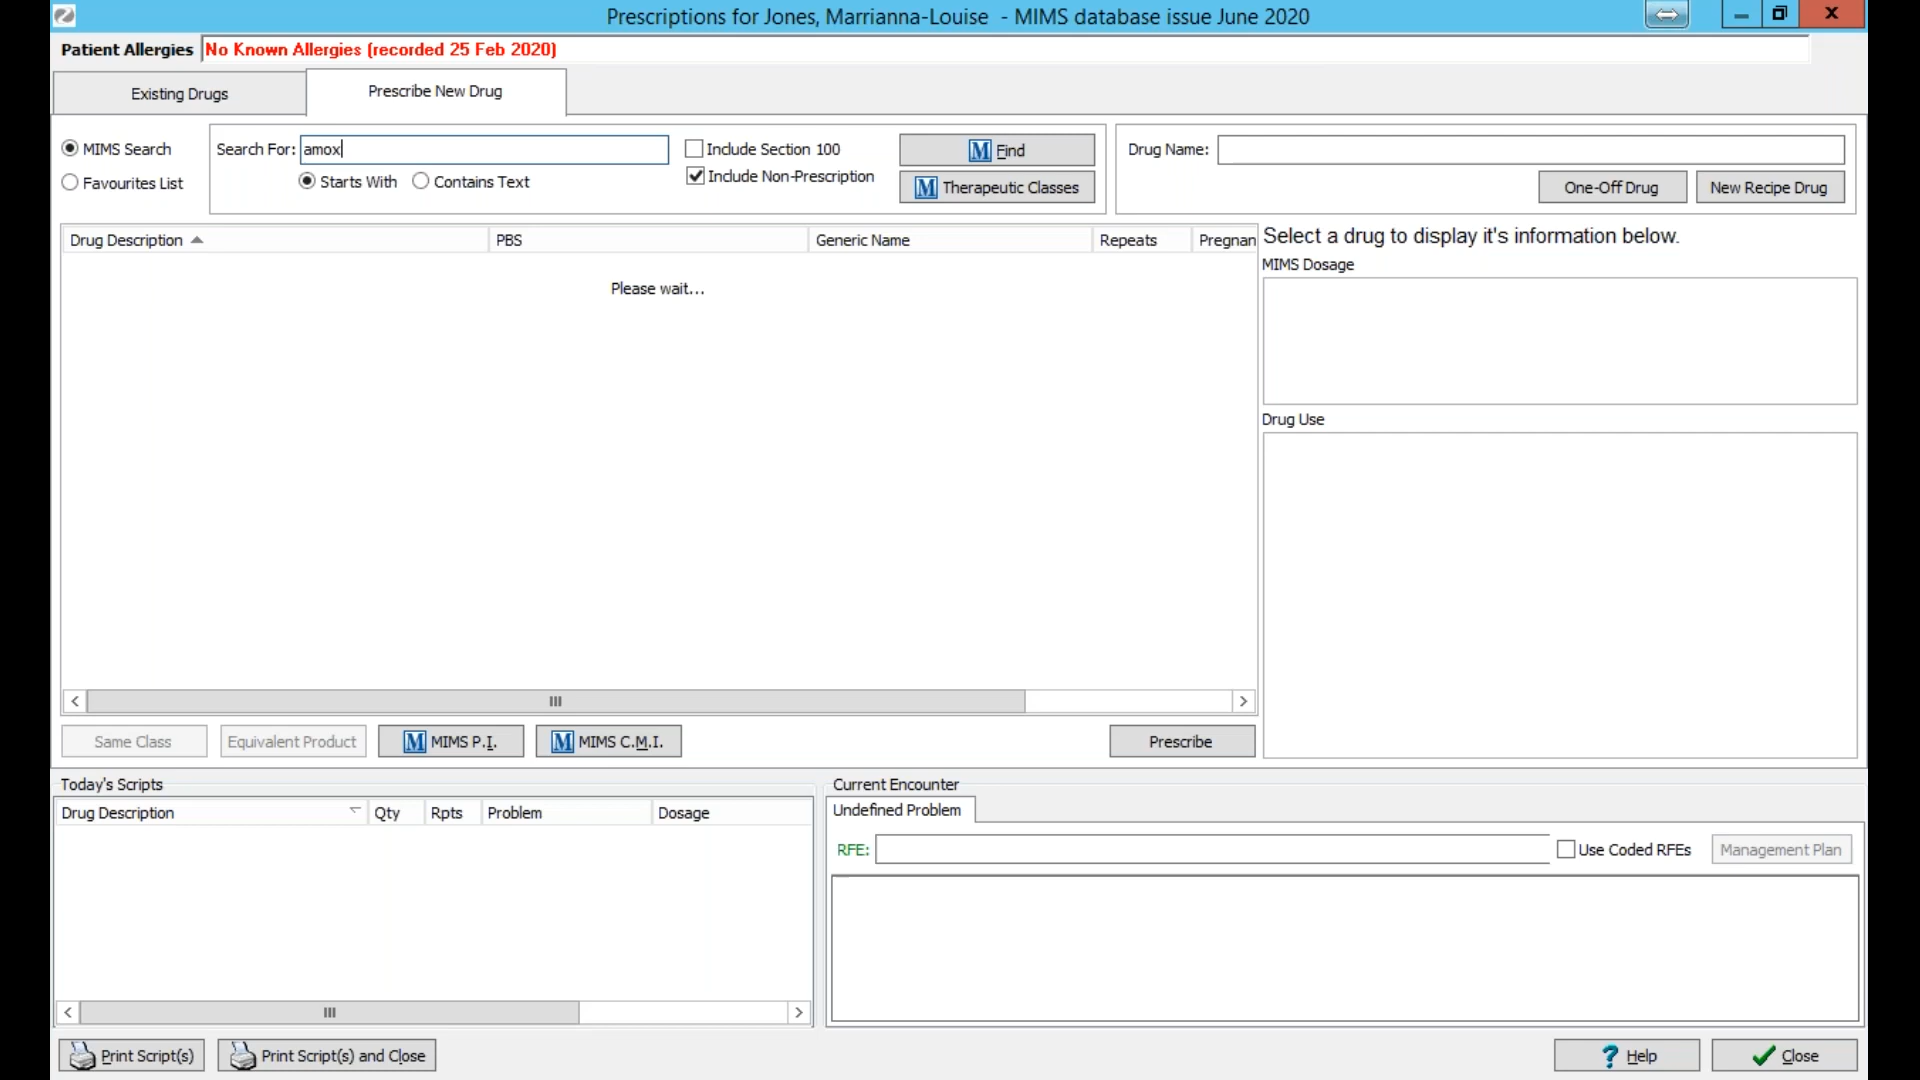 Prescriptions for Jones, Marrianna-Louise - MIMS database issue June 2020
Patient Allergies No Known Allergies (recorded 25 Feb 2020)
Existing Drugs Prescribe New Drug
MIMS Search Search For: amox Include Section 100 M Find Drug Name:
Favourites List Starts With Contains Text Include Non-Prescription M Therapeutic Classes One-Off Drug New Recipe Drug
Drug Description PBS Generic Name Repeats Pregnan Select a drug to display it's information below.
MIMS Dosage
Please wait...
Drug Use
Same Class Equivalent Product M MIMS P.I. M MIMS C.M.I. Prescribe
Today's Scripts Current Encounter
Drug Description Qty Rpts Problem Dosage Undefined Problem
RFE: Use Coded RFEs Management Plan
Print Script(s) Print Script(s) and Close ? Help Close